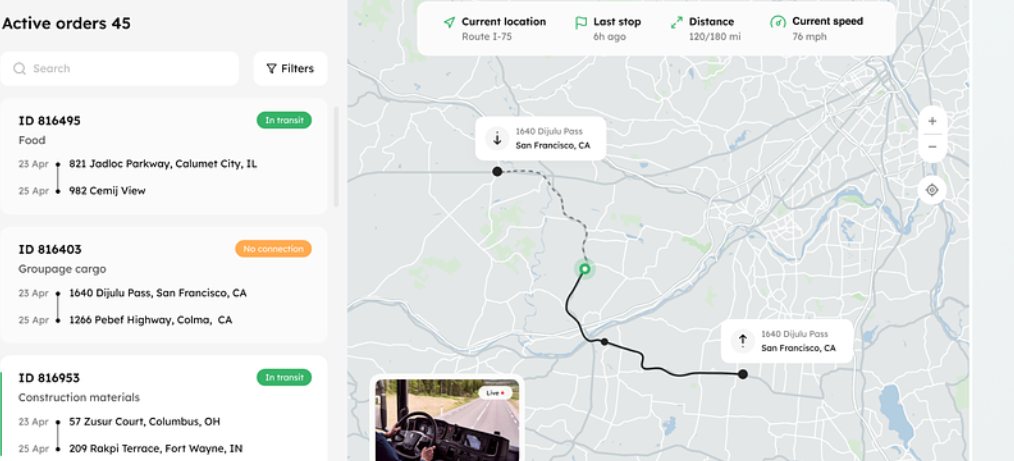 Active orders 45
Search
Filters
ID 816495
In transit
Food
23 Apr 821 Jadloc Parkway, Calumet City, IL
25 Apr 982 Cemij View
ID 816403
No connection
Groupage cargo
23 Apr 1640 Dijulu Pass, San Francisco, CA
25 Apr 1266 Pebef Highway, Colma, CA
ID 816953
In transit
Construction materials
23 Apr 57 Zusur Court, Columbus, OH
25 Apr 209 Rakpi Terrace, Fort Wayne, IN
Current location
Route I-75
Last stop
6h ago
Distance
120/180 mi
Current speed
76 mph
1640 Dijulu Pass
San Francisco, CA
1640 Dijulu Pass
San Francisco, CA
Live